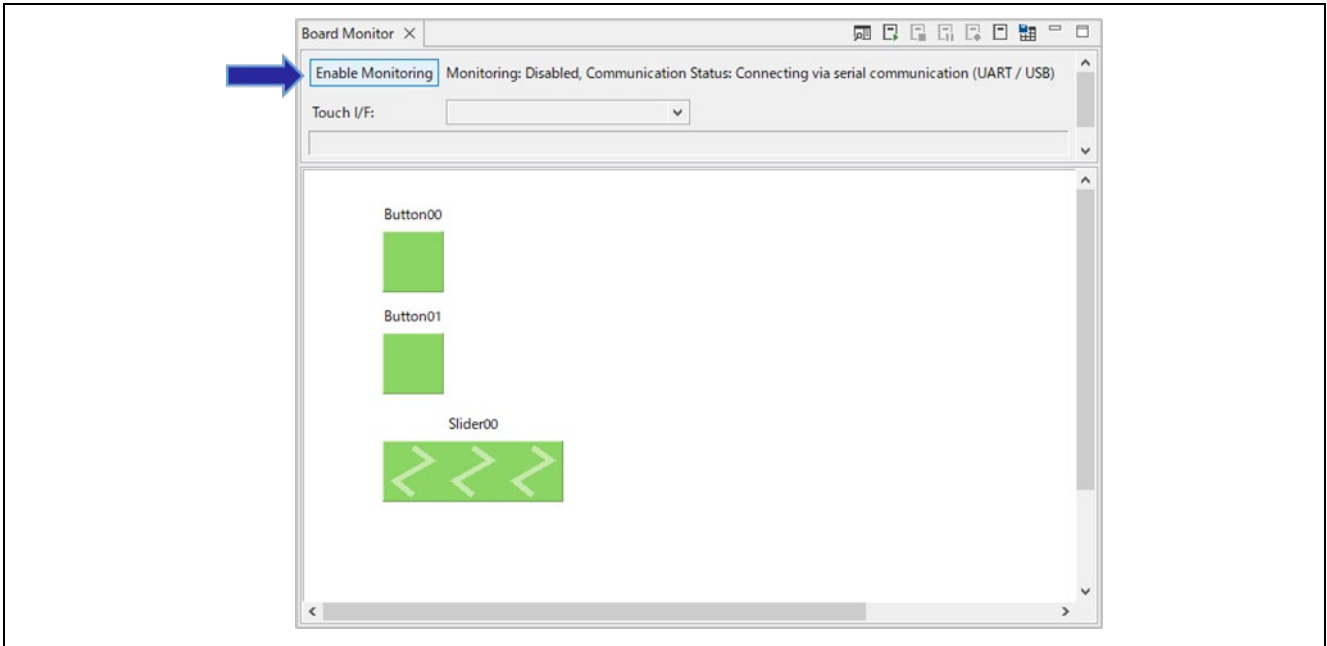 Board Monitor
Enable Monitoring Monitoring: Disabled, Communication Status: Connecting via serial communication (UART / USB)
Touch I/F:
Button00
Button01
Slider00